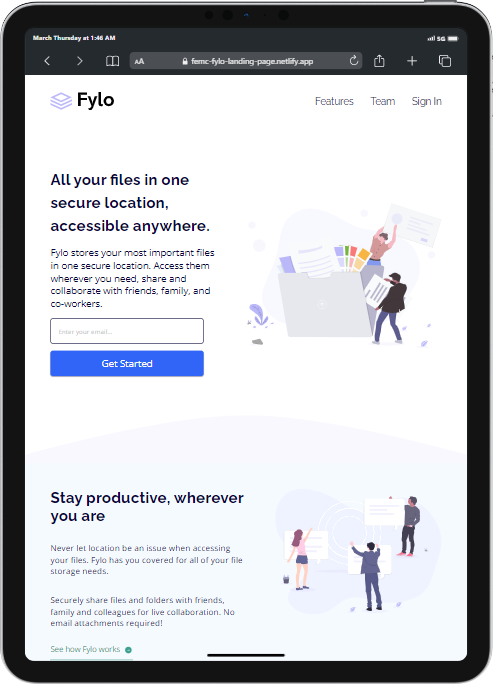 March Thursday at 1:46 AM
5G
AA
femc-fylo-landing-page.netlify.app
Fylo
Features Team Sign In
All your files in one
secure location,
accessible anywhere.
Fylo stores your most important files
in one secure location. Access them
wherever you need, share and
collaborate with friends, family, and
co-workers.
Enter your email...
Get Started
Stay productive, wherever
you are
Never let location be an issue when accessing
your files. Fylo has you covered for all of your file
storage needs.
Securely share files and folders with friends,
family and colleagues for live collaboration. No
email attachments required!
See how Fylo works